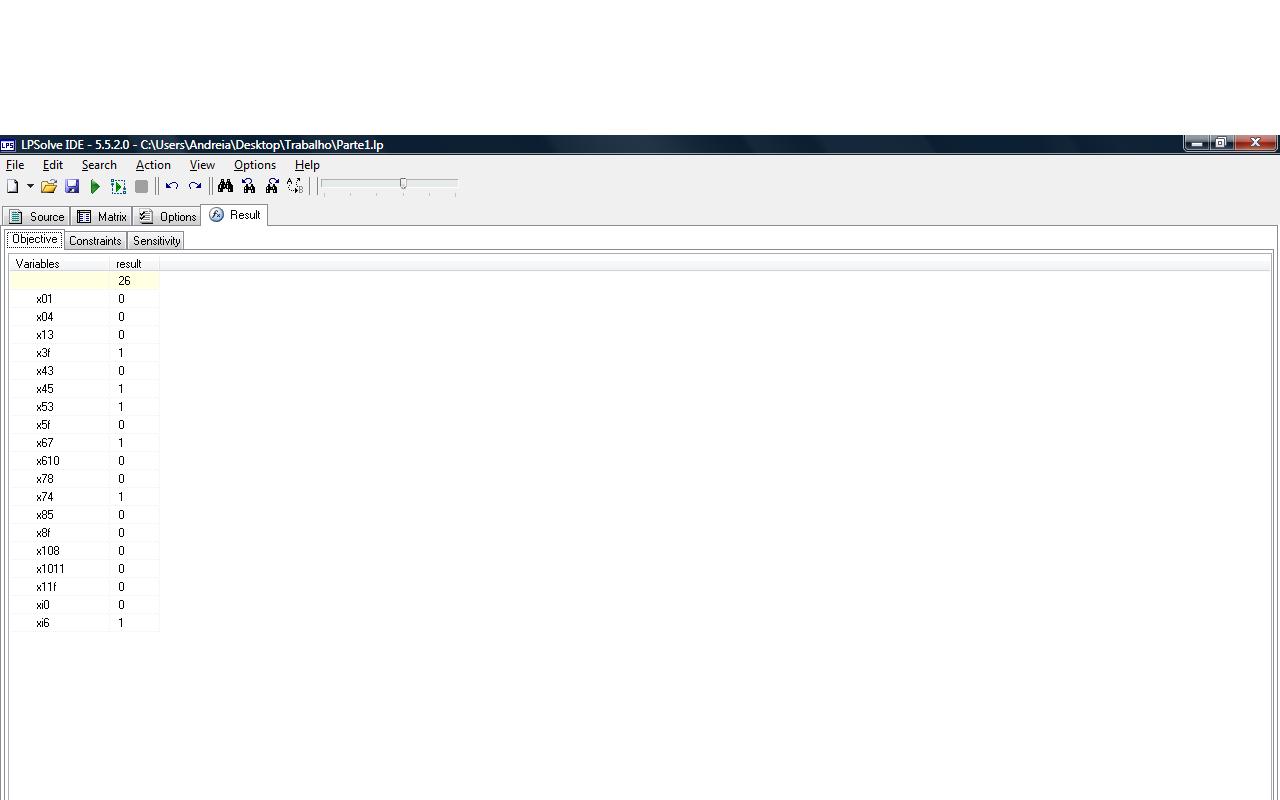 LPS LPSolve IDE - 5.5.2.0 - C:\Users\Andreia\Desktop\Trabalho\Parte1.lp
File Edit Search Action View Options Help
Source Matrix Options Result
Objective Constraints Sensitivity
Variables result
26
x01 0
x04 0
x13 0
x3f 1
x43 0
x45 1
x53 1
x5f 0
x67 1
x610 0
x78 0
x74 1
x85 0
x8f 0
x108 0
x1011 0
x11f 0
xi0 0
xi6 1